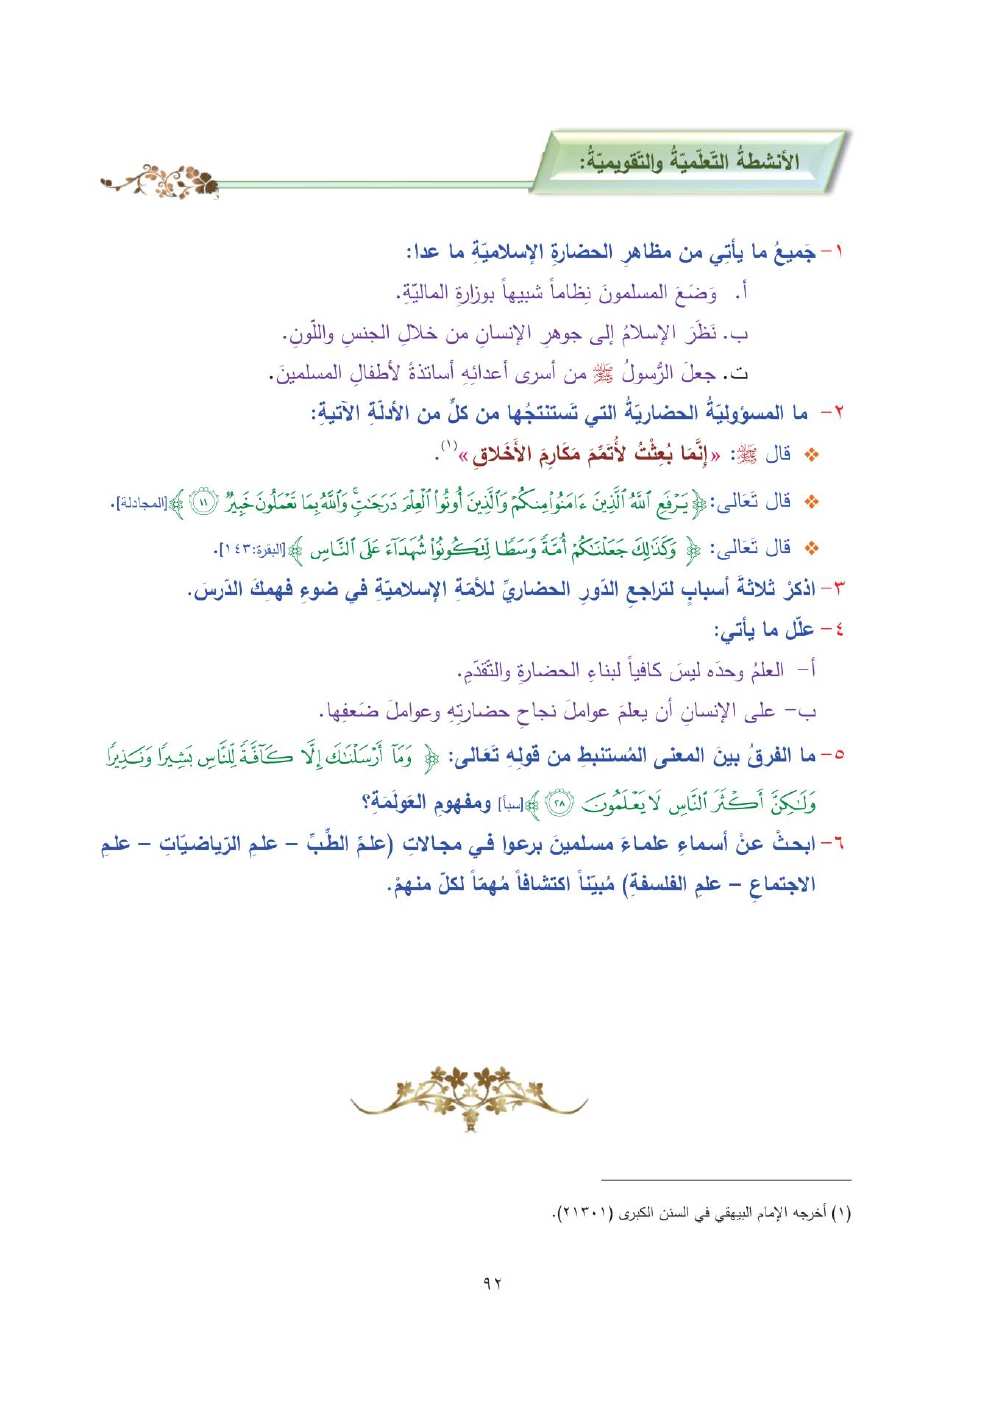 الأنشطةُ التَّعلّميّةُ والتَّقويميّةُ:
١- جَميعُ ما يأتِي من مظاهرِ الحضارةِ الإسلاميّةِ ما عدا:
أ. وَضَعَ المسلمونَ نِظاماً شبيهاً بوزارةِ الماليّةِ.
ب. نَظَرَ الإسلامُ إلى جوهرِ الإنسانِ من خلالِ الجنسِ واللّونِ.
ت. جعلَ الرَّسولُ ﷺ من أسرى أعدائِهِ أساتذةً لأطفالِ المسلمينَ.
٢- ما المسؤوليّةُ الحضاريّةُ التي تَستنتجُها من كلٍّ من الأدلّةِ الآتيةِ:
❖ قال ﷺ: «إِنَّمَا بُعِثْتُ لأُتَمِّمَ مَكَارِمَ الأَخْلاقِ»(١).
❖ قال تَعَالى: ﴿يَرْفَعِ ٱللَّهُ ٱلَّذِينَ ءَامَنُواْ مِنكُمْ وَٱلَّذِينَ أُوتُواْ ٱلْعِلْمَ دَرَجَٰتٍۚ وَٱللَّهُ بِمَا تَعْمَلُونَ خَبِيرٌ ١١﴾[المجادلة].
❖ قال تَعَالى: ﴿وَكَذَٰلِكَ جَعَلْنَٰكُمْ أُمَّةً وَسَطًا لِّتَكُونُواْ شُهَدَآءَ عَلَى ٱلنَّاسِ﴾[البقرة:١٤٣].
٣- اذكرْ ثلاثةَ أسبابٍ لتراجعِ الدَورِ الحضاريِّ للأمّةِ الإسلاميّةِ في ضوءِ فهمِكَ الدّرسَ.
٤- علّل ما يأتي:
أ- العلمُ وحدَه ليسَ كافياً لبناءِ الحضارةِ والتّقدّمِ.
ب- على الإنسانِ أن يعلمَ عواملَ نجاحِ حضارتِهِ وعواملَ ضَعفِها.
٥- ما الفرقُ بينَ المعنى المُستنبطِ من قولِهِ تَعَالى: ﴿وَمَآ أَرْسَلْنَٰكَ إِلَّا كَآفَّةً لِّلنَّاسِ بَشِيرًا وَنَذِيرًا
وَلَٰكِنَّ أَكْثَرَ ٱلنَّاسِ لَا يَعْلَمُونَ ٢٨﴾[سبأ] ومفهومِ العَولَمَةِ؟
٦- ابحثْ عنْ أسماءِ علماءَ مسلمينَ برعوا في مجالاتِ (علمُ الطِّبِّ - علمِ الرّياضيّاتِ - علمِ
الاجتماعِ - علمِ الفلسفةِ) مُبيّناً اكتشافاً مُهمّاً لكلّ منهمْ.
(١) أخرجه الإمام البيهقي في السنن الكبرى (٢١٣٠١).
٩٢